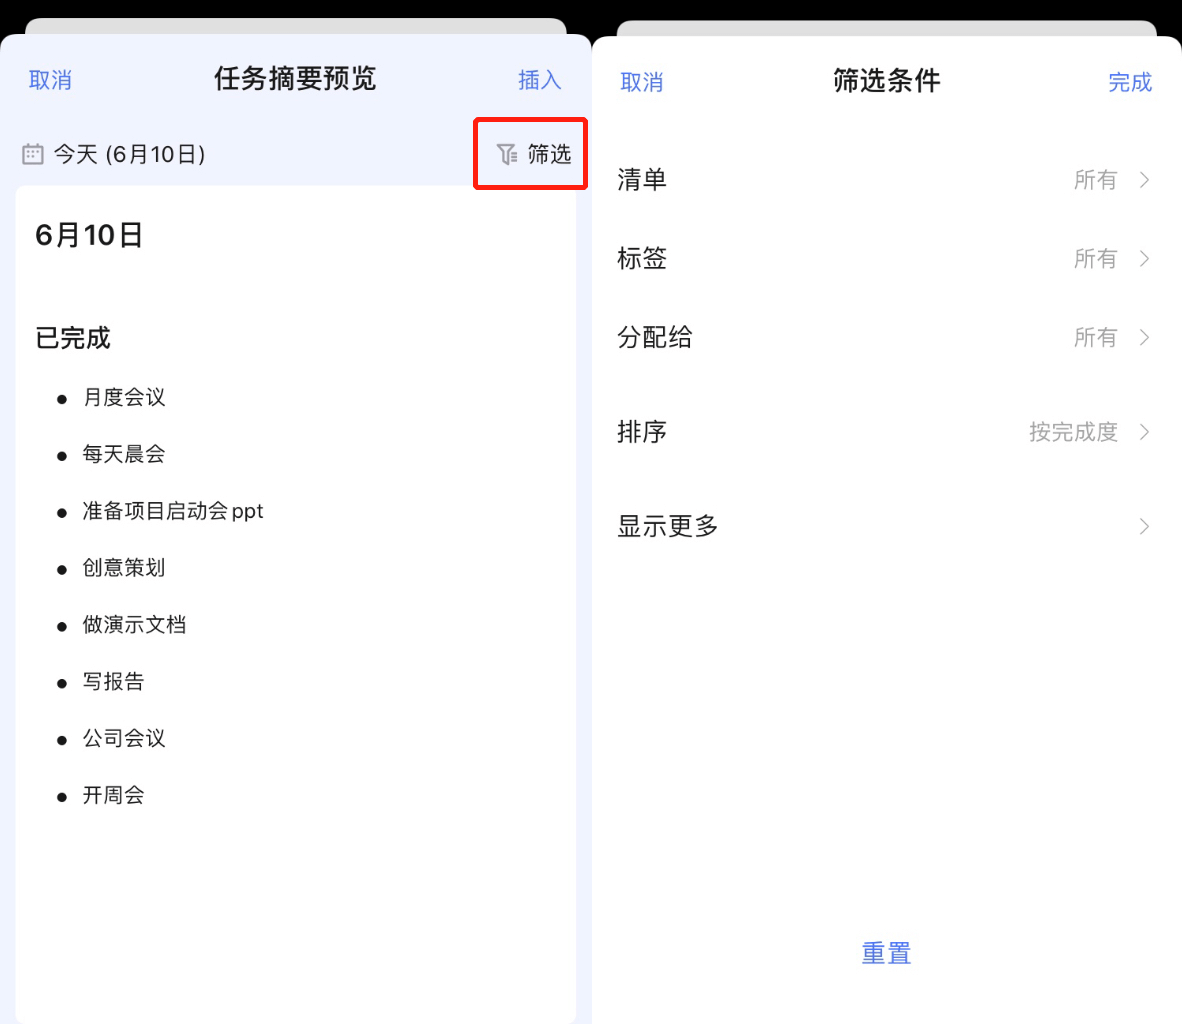 取消
任务摘要预览
插入
今天 (6月10日)
筛选
6月10日
已完成
月度会议
每天晨会
准备项目启动会ppt
创意策划
做演示文档
写报告
公司会议
开周会
取消
筛选条件
完成
清单
所有
标签
所有
分配给
所有
排序
按完成度
显示更多
重置